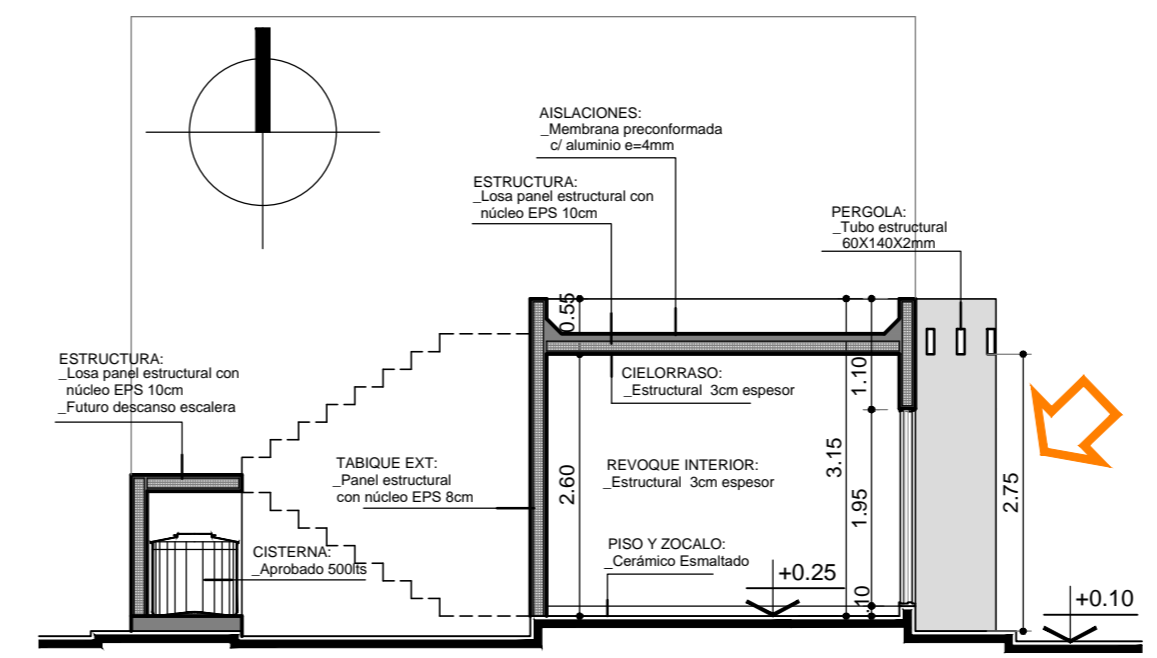 AISLACIONES:
_Membrana preconformada
c/ aluminio e=4mm
ESTRUCTURA:
_Losa panel estructural con
núcleo EPS 10cm
PERGOLA:
_Tubo estructural
60X140X2mm
0.55
ESTRUCTURA:
_Losa panel estructural con
núcleo EPS 10cm
_Futuro descanso escalera
CIELORRASO:
_Estructural 3cm espesor
1.10
TABIQUE EXT:
_Panel estructural
con núcleo EPS 8cm
2.60
REVOQUE INTERIOR:
_Estructural 3cm espesor
3.15
1.95
2.75
CISTERNA:
_Aprobado 500lts
PISO Y ZOCALO:
_Cerámico Esmaltado
+0.25
.10
+0.10